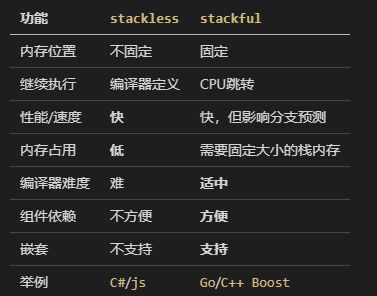 功能 stackless stackful
内存位置 不固定 固定
继续执行 编译器定义 CPU跳转
性能/速度 快 快，但影响分支预测
内存占用 低 需要固定大小的栈内存
编译器难度 难 适中
组件依赖 不方便 方便
嵌套 不支持 支持
举例 C#/js Go/C++ Boost